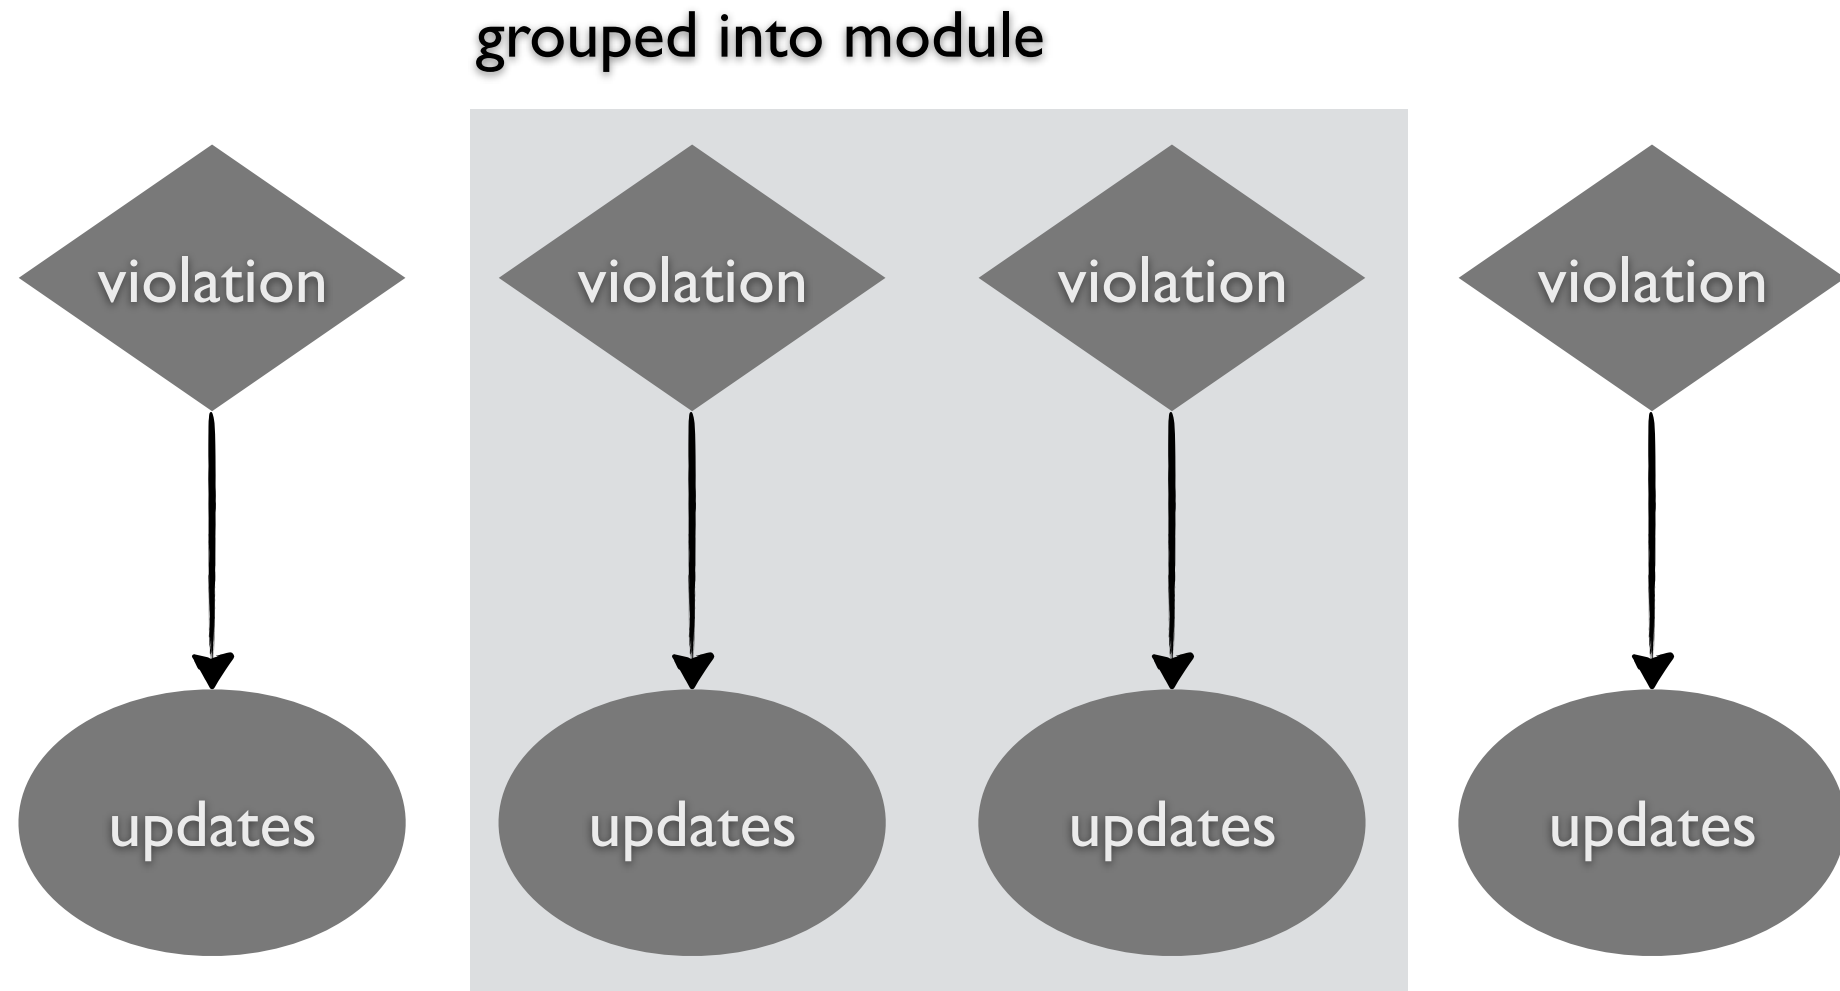 grouped into module
violation violation violation violation
updates updates updates updates